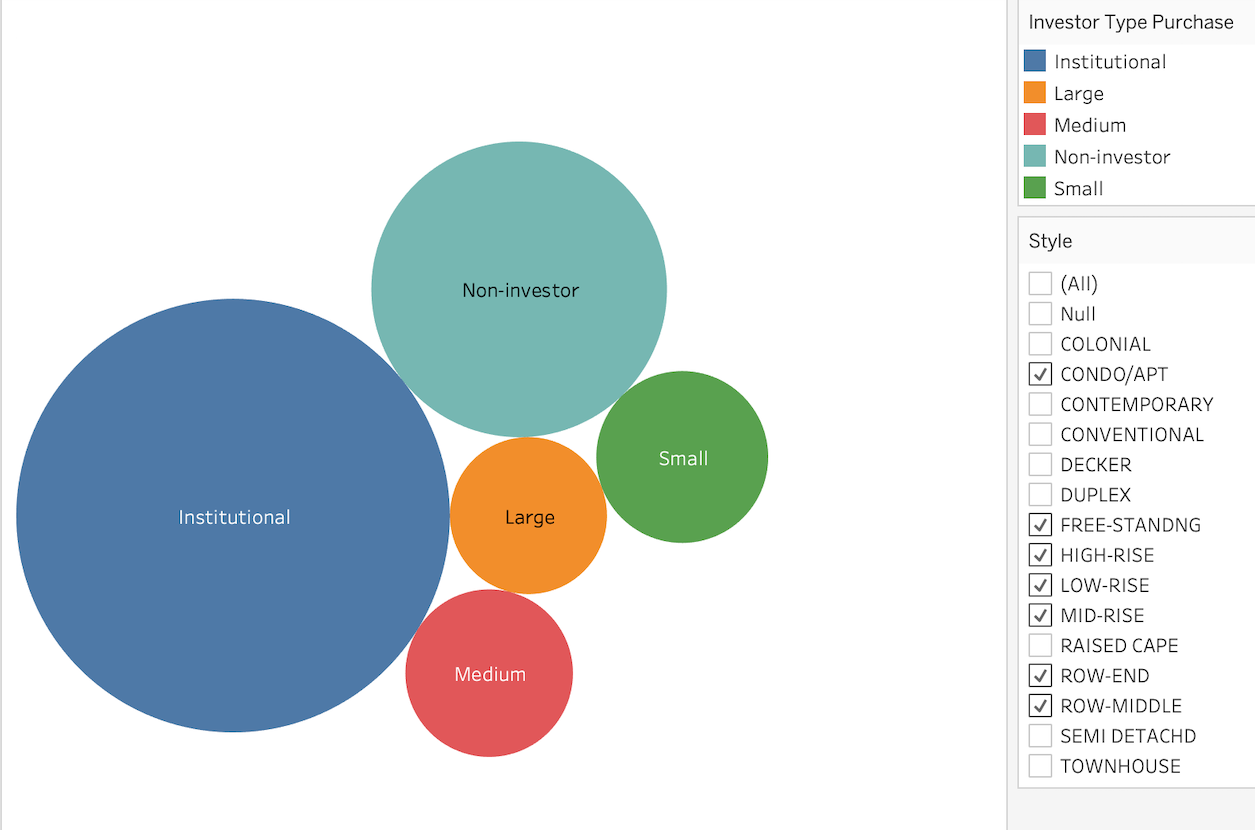 Non-investor
Small
Institutional
Large
Medium
Investor Type Purchase
Institutional
Large
Medium
Non-investor
Small
Style
(All)
Null
COLONIAL
CONDO/APT
CONTEMPORARY
CONVENTIONAL
DECKER
DUPLEX
FREE-STANDNG
HIGH-RISE
LOW-RISE
MID-RISE
RAISED CAPE
ROW-END
ROW-MIDDLE
SEMI DETACHD
TOWNHOUSE